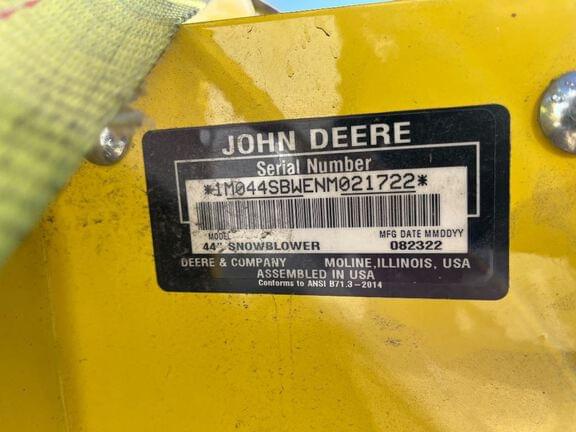 JOHN DEERE
Serial Number
*1M044SBWENM021722*
MODEL MFG DATE MMDDYY
44" SNOWBLOWER 082322
DEERE & COMPANY MOLINE, ILLINOIS, USA
ASSEMBLED IN USA
Conforms to ANSI B71.3-2014